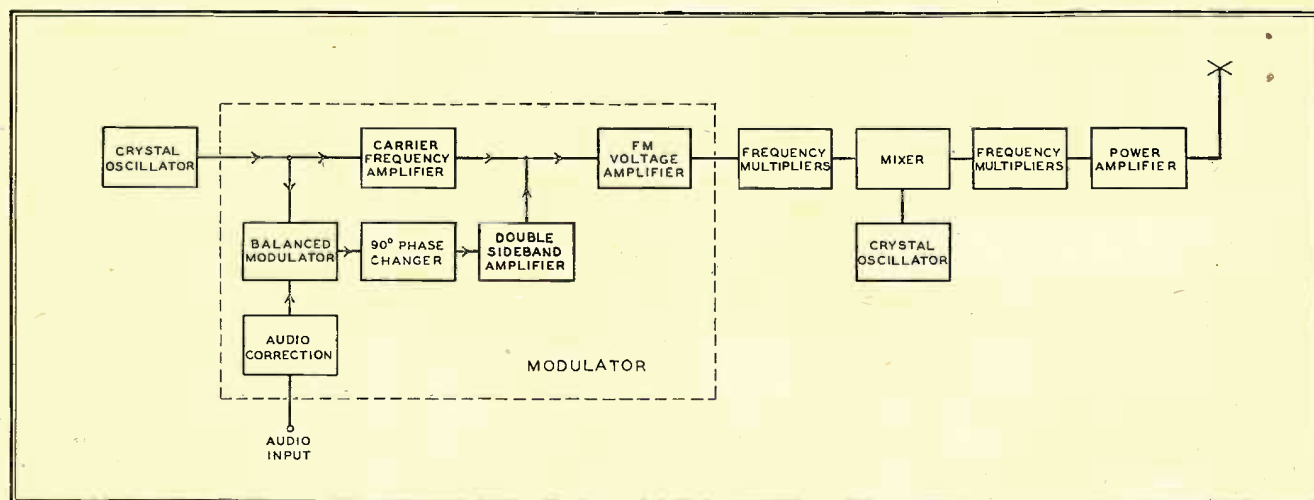 CRYSTAL
OSCILLATOR
CARRIER
FREQUENCY
AMPLIFIER
FM
VOLTAGE
AMPLIFIER
FREQUENCY
MULTIPLIERS
MIXER
FREQUENCY
MULTIPLIERS
POWER
AMPLIFIER
BALANCED
MODULATOR
90° PHASE
CHANGER
DOUBLE
SIDEBAND
AMPLIFIER
CRYSTAL
OSCILLATOR
AUDIO
CORRECTION
MODULATOR
AUDIO
INPUT